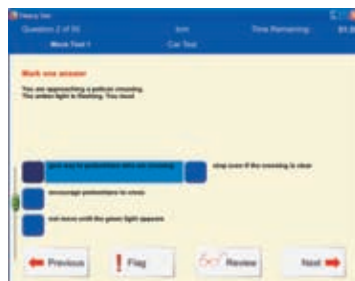 Theory Test
Question 2 of 50
Time Remaining:
Mock Test 1
Car Test
Mark one answer
You are approaching a pelican crossing.
The amber light is flashing. You must
give way to pedestrians who are crossing
stop even if the crossing is clear
encourage pedestrians to cross
not move until the green light appears
Previous
Flag
Review
Next